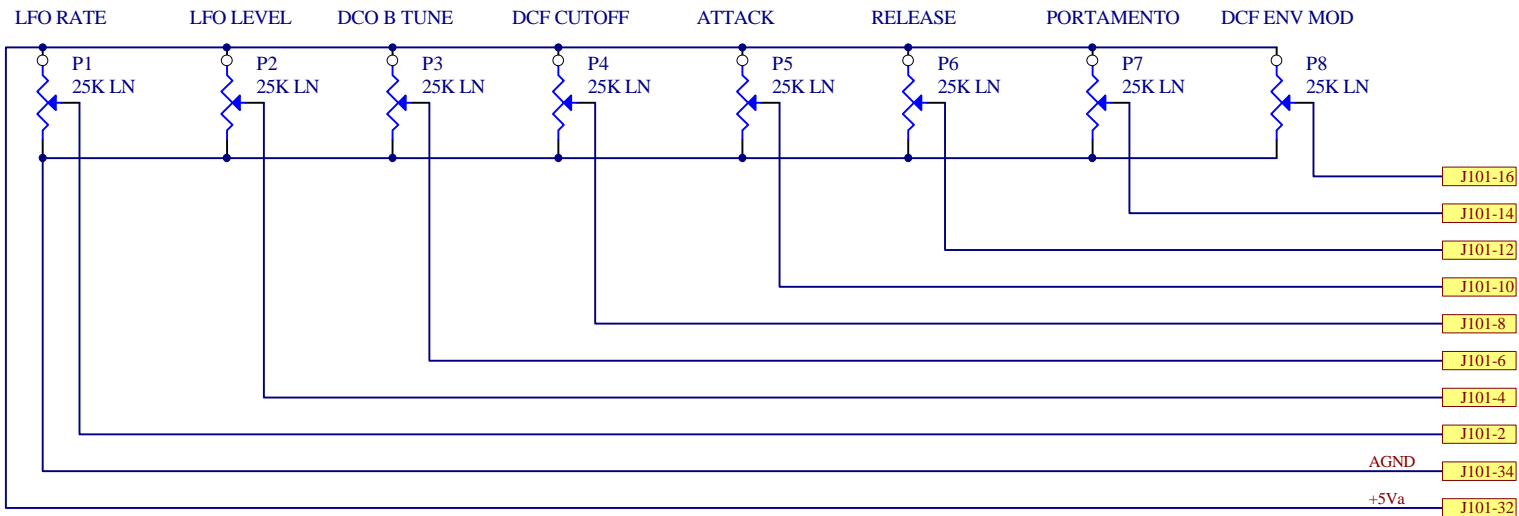 LFO RATE LFO LEVEL DCO B TUNE DCF CUTOFF ATTACK RELEASE PORTAMENTO DCF ENV MOD
P1 P2 P3 P4 P5 P6 P7 P8
25K LN 25K LN 25K LN 25K LN 25K LN 25K LN 25K LN 25K LN
J101-16
J101-14
J101-12
J101-10
J101-8
J101-6
J101-4
J101-2
AGND J101-34
+5Va J101-32